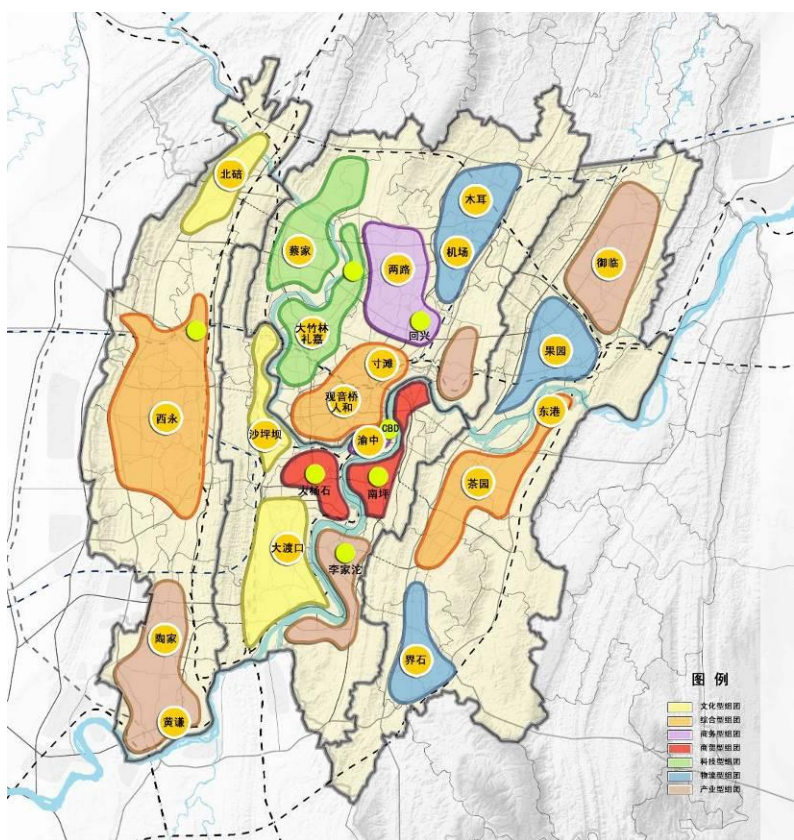 北碚
木耳
蔡家
机场
两路
御临
大竹林
礼嘉
回兴
果园
寸滩
观音桥
人和
东港
西永
沙坪坝
CBD
渝中
大杨石
南坪
茶园
大渡口
李家沱
陶家
界石
黄谦
图 例
文化型组团
综合型组团
商务型组团
商贸型组团
科技型组团
物流型组团
产业型组团